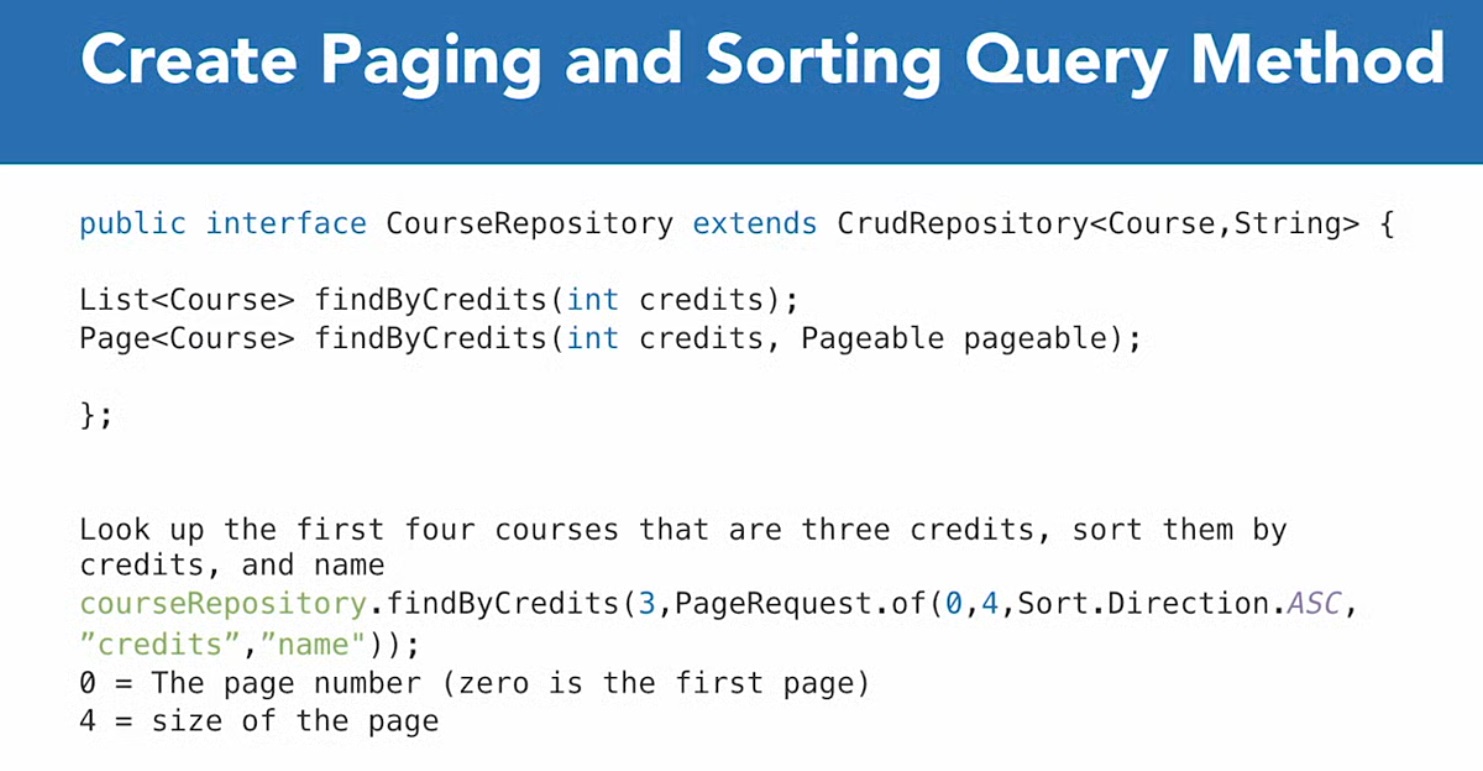 Create Paging and Sorting Query Method
public interface CourseRepository extends CrudRepository<Course,String> {
List<Course> findByCredits(int credits);
Page<Course> findByCredits(int credits, Pageable pageable);
};
Look up the first four courses that are three credits, sort them by
credits, and name
courseRepository.findByCredits(3,PageRequest.of(0,4,Sort.Direction.ASC,
”credits”,”name"));
0 = The page number (zero is the first page)
4 = size of the page